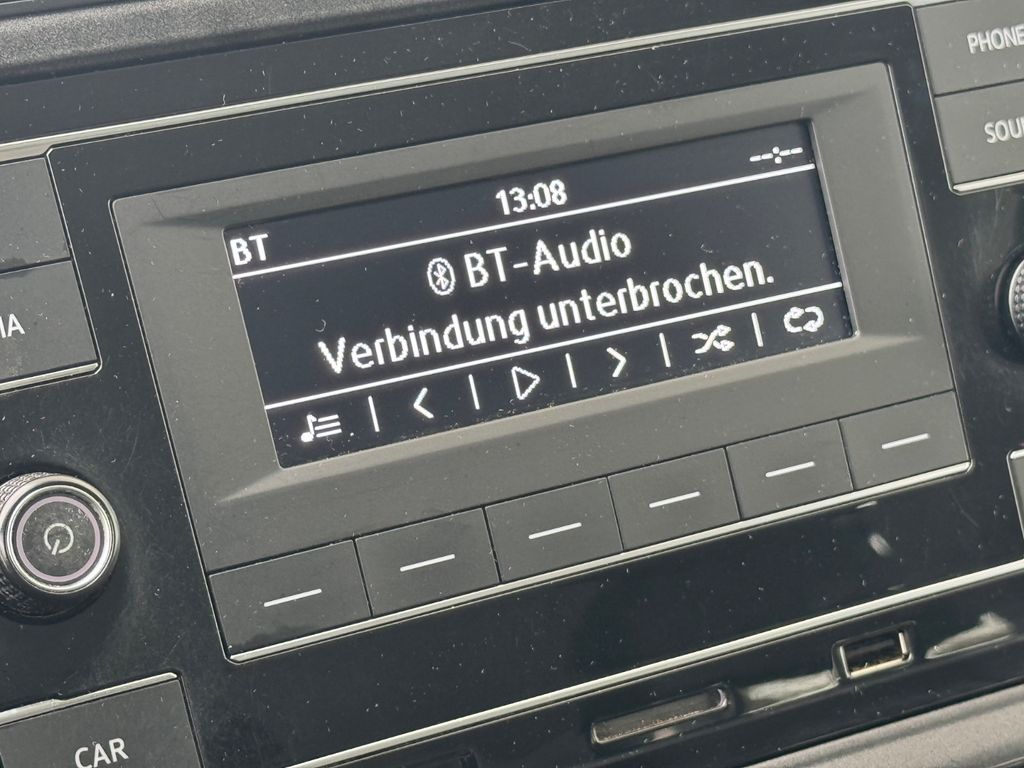 PHONE
SOU
13:08
--:--
BT
BT-Audio
Verbindung unterbrochen.
IA
CAR